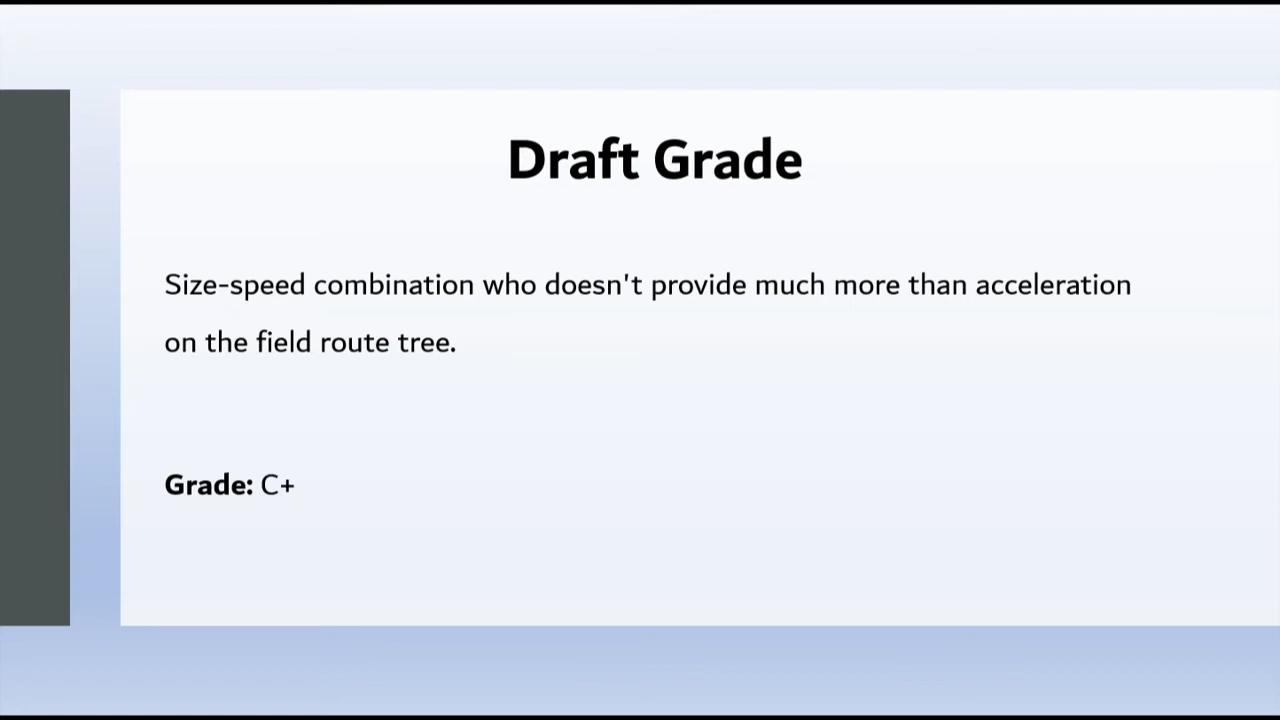 Draft Grade
Size-speed combination who doesn't provide much more than acceleration
on the field route tree.
Grade: C+